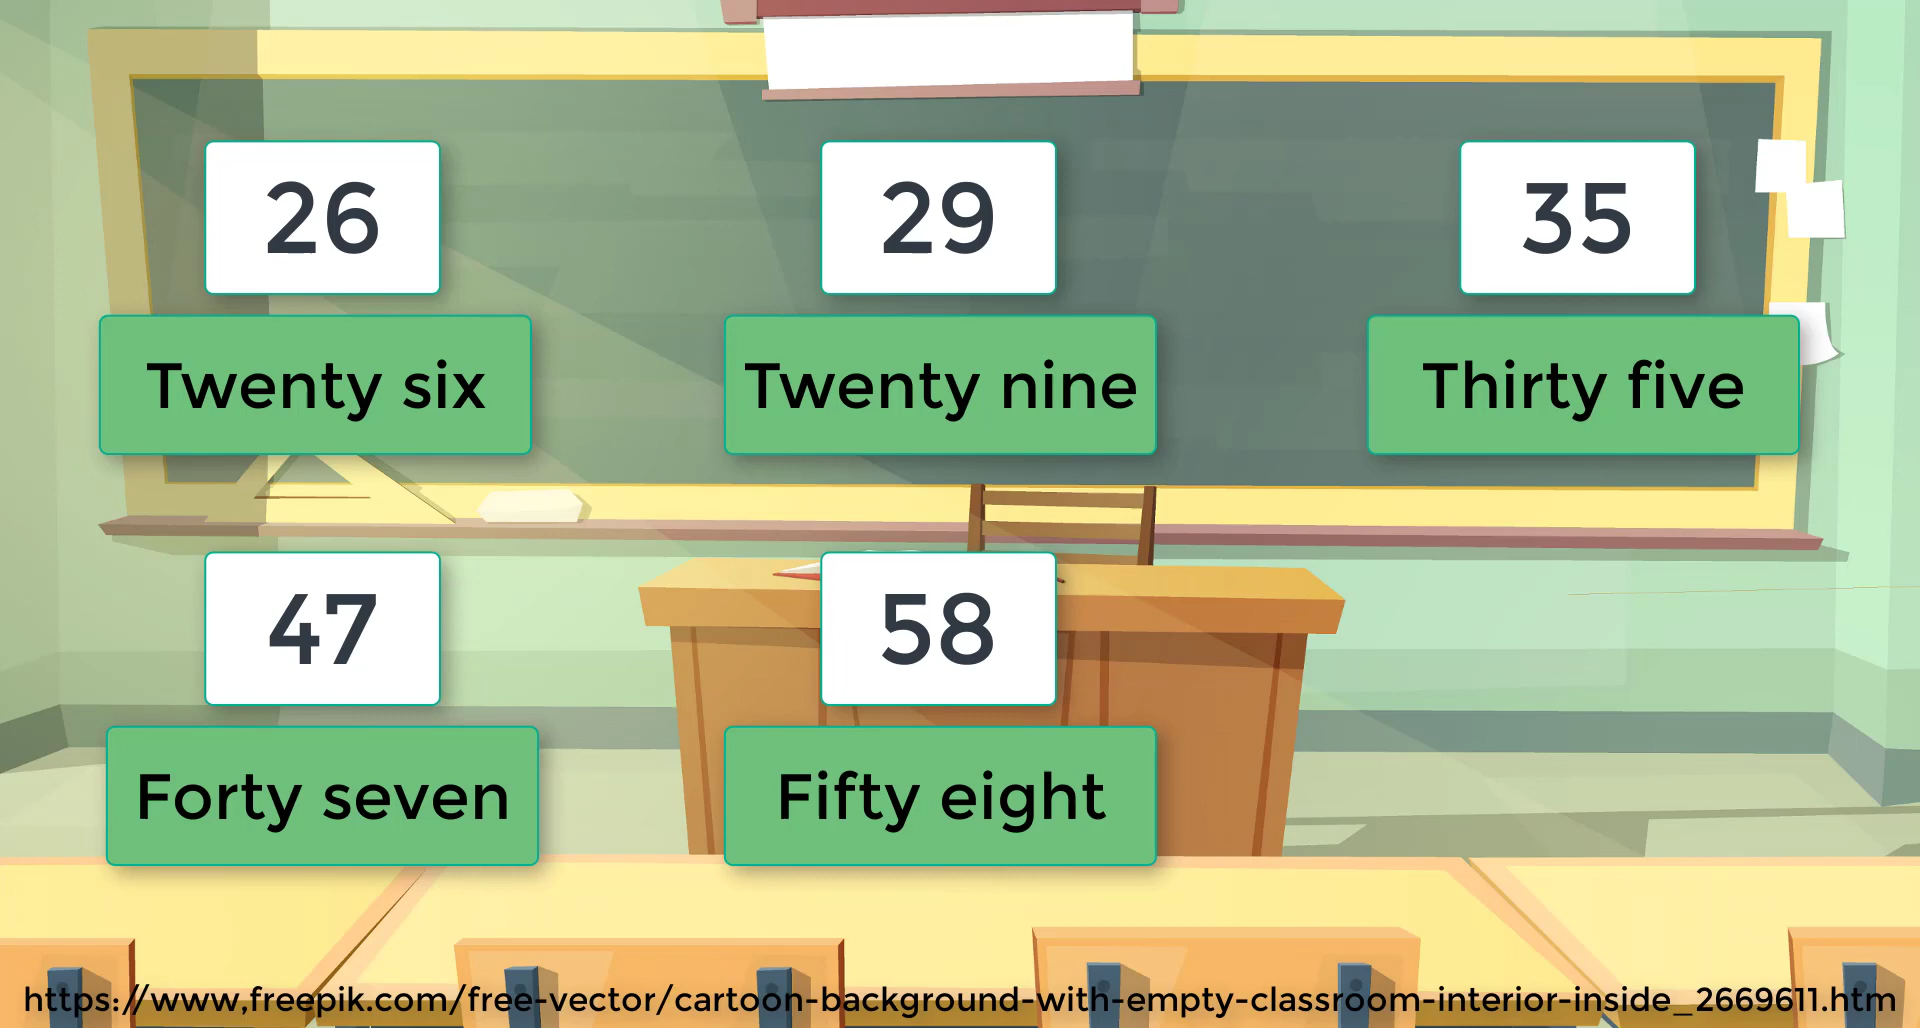 26
29
35
Twenty six
Twenty nine
Thirty five
47
58
Forty seven
Fifty eight
https://www,freepik.com/free-vector/cartoon-background-with-empty-classroom-interior-inside_2669611.htm